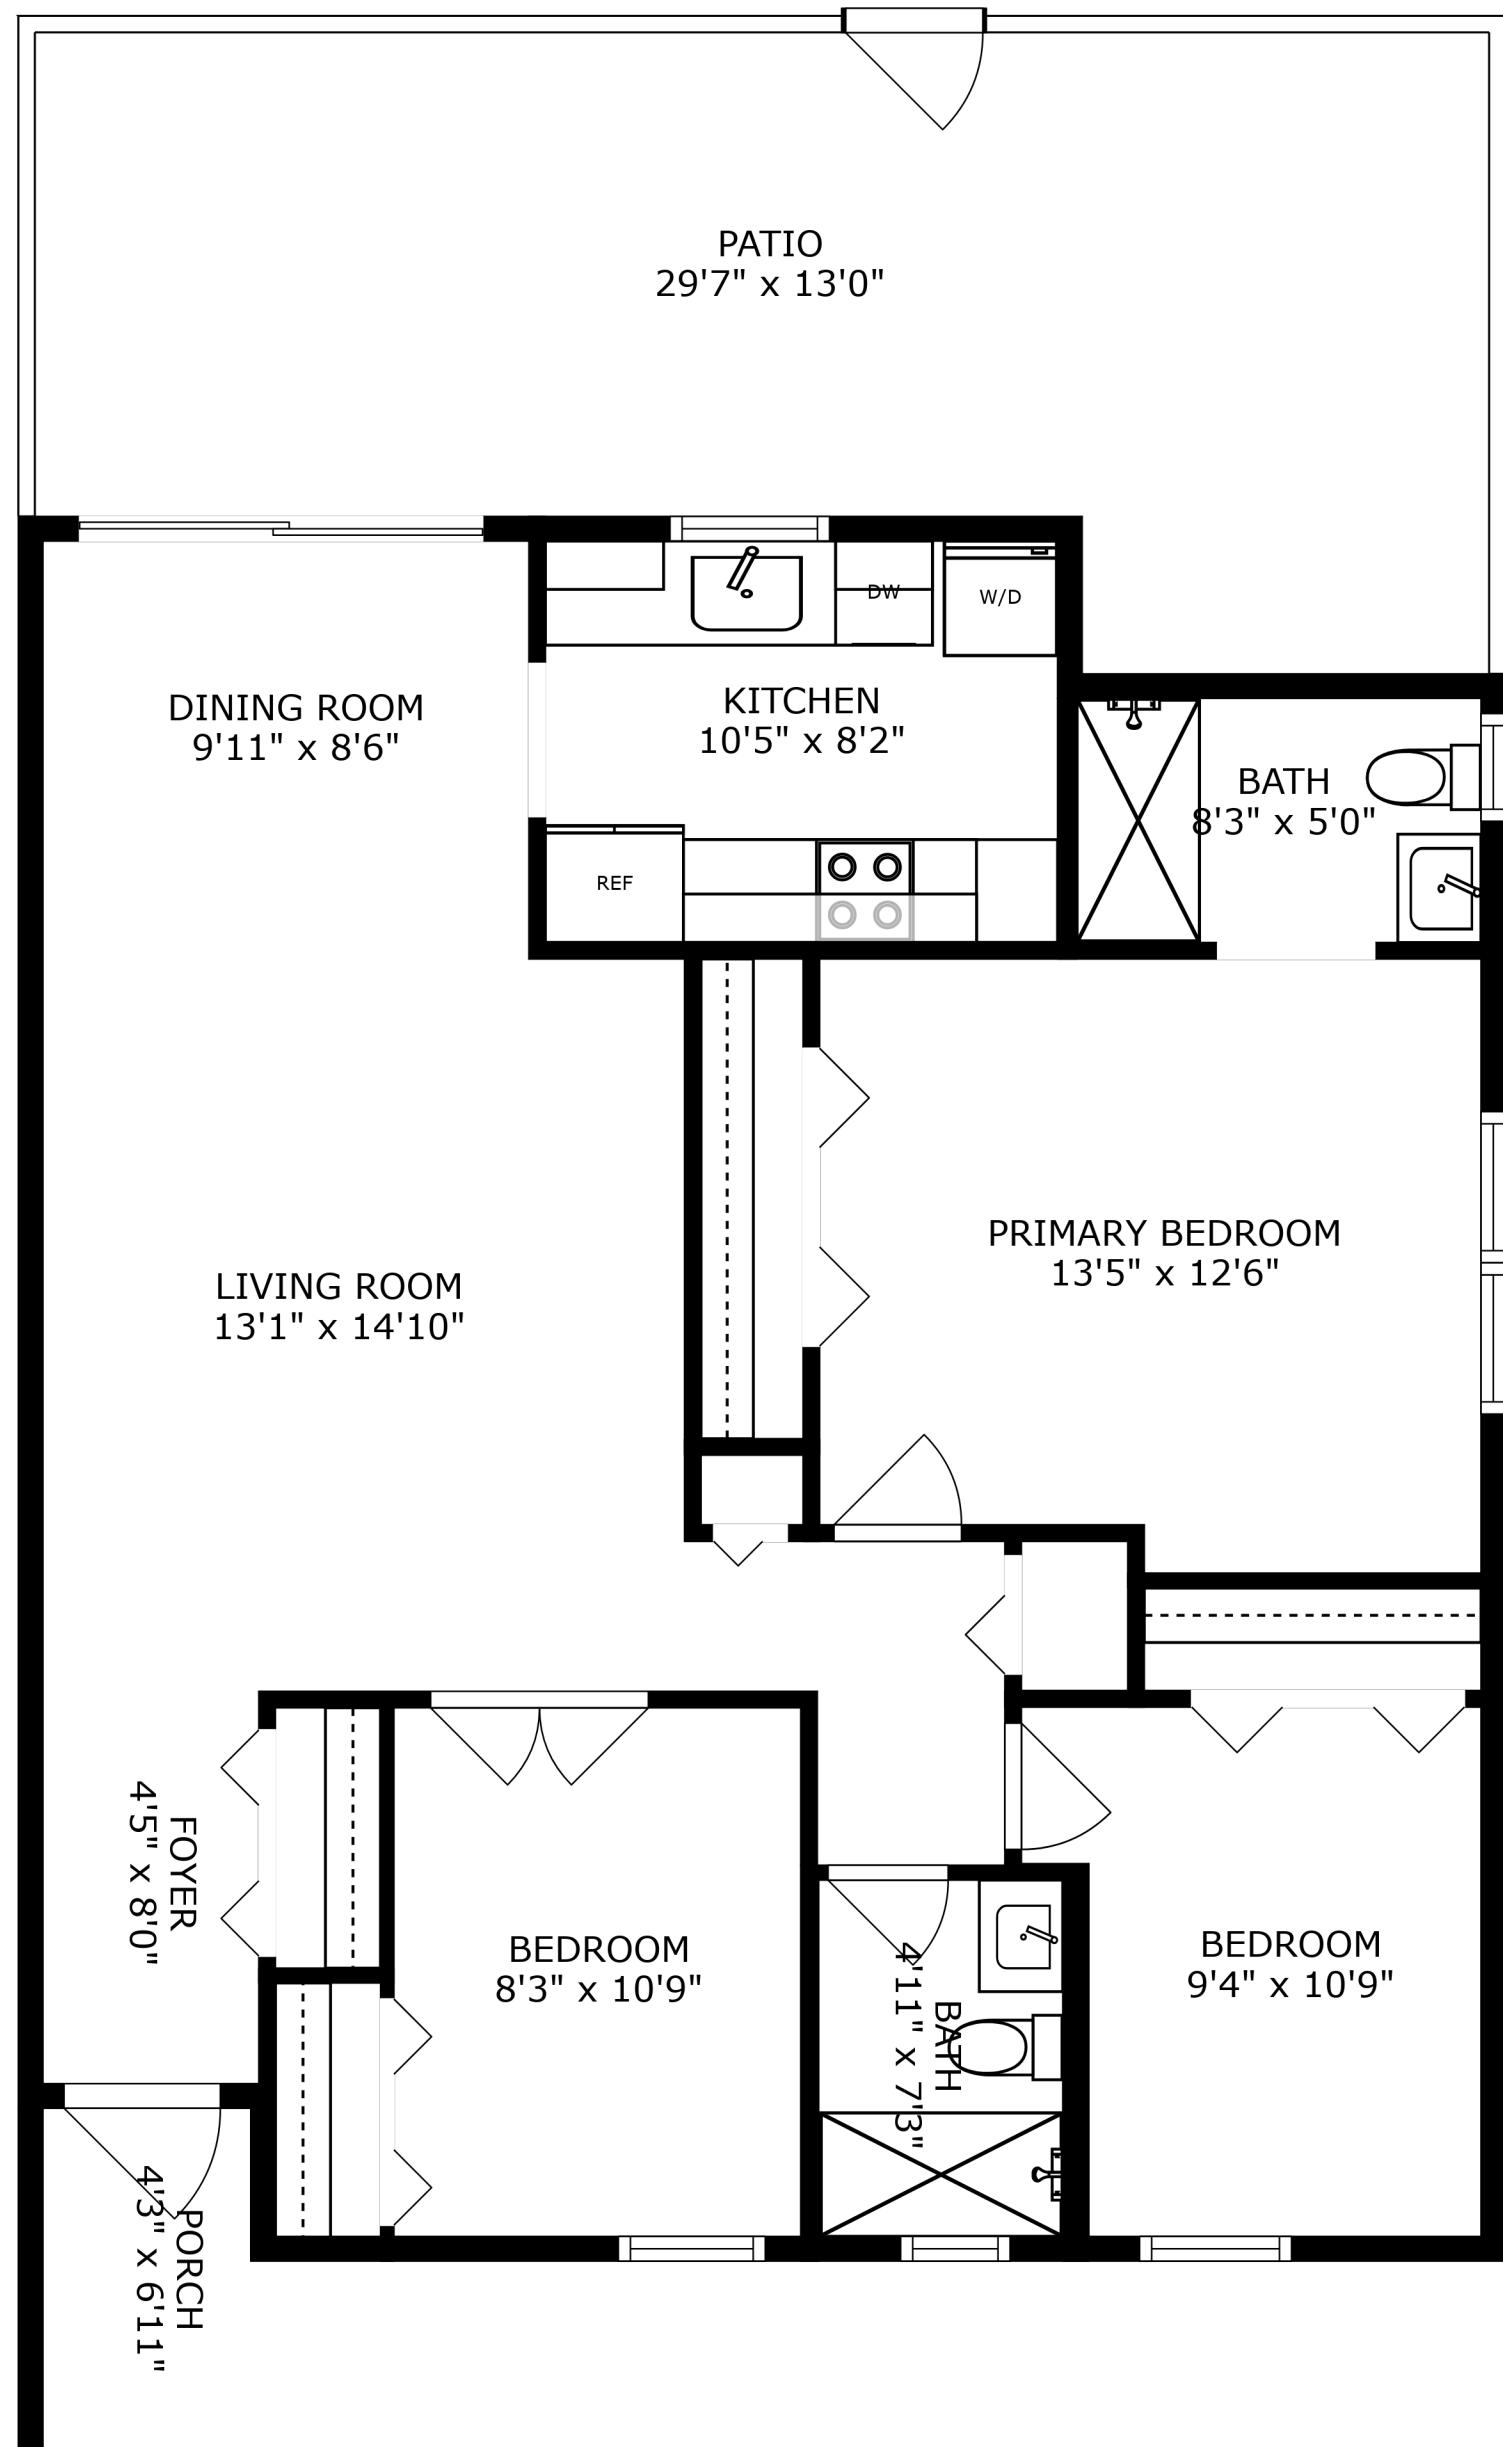 PATIO
29'7" x 13'0"
DW
W/D
DINING ROOM
9'11" x 8'6"
KITCHEN
10'5" x 8'2"
BATH
8'3" x 5'0"
REF
PRIMARY BEDROOM
13'5" x 12'6"
LIVING ROOM
13'1" x 14'10"
FOYER
4'5" x 8'0"
BEDROOM
8'3" x 10'9"
BATH
4'11" x 7'3"
BEDROOM
9'4" x 10'9"
PORCH
4'3" x 6'11"